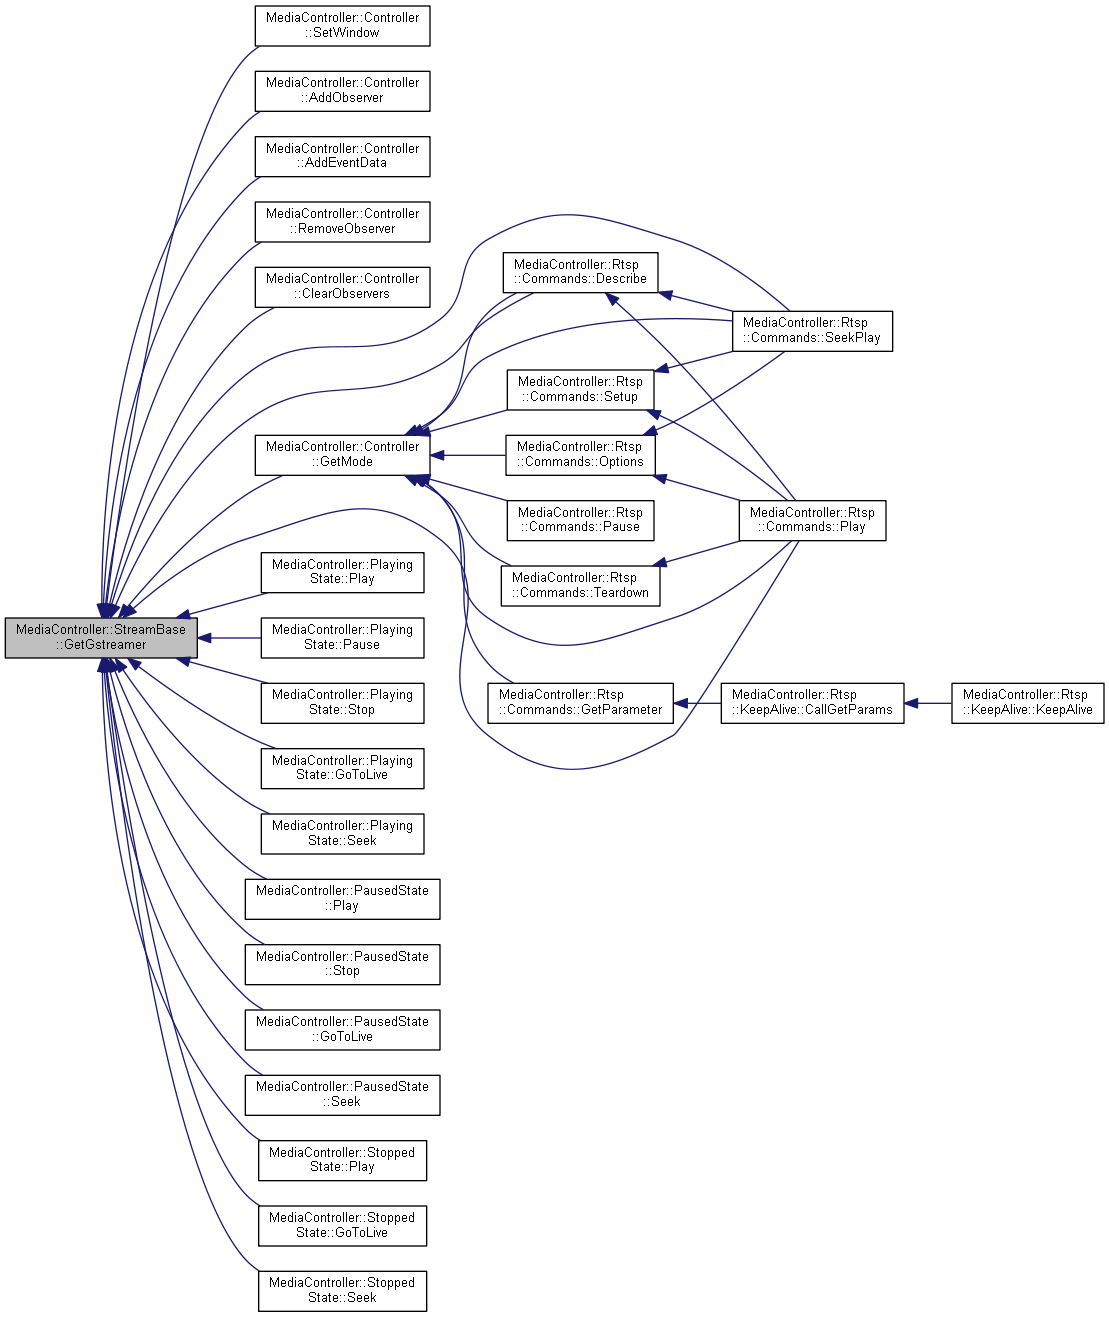 MediaController::Controller
::SetWindow
MediaController::Controller
::AddObserver
MediaController::Controller
::AddEventData
MediaController::Controller
::RemoveObserver
MediaController::Controller
::ClearObservers
MediaController::Rtsp
::Commands::Describe
MediaController::Rtsp
::Commands::SeekPlay
MediaController::Rtsp
::Commands::Setup
MediaController::Controller
::GetMode
MediaController::Rtsp
::Commands::Options
MediaController::Rtsp
::Commands::Pause
MediaController::Rtsp
::Commands::Play
MediaController::Playing
State::Play
MediaController::Rtsp
::Commands::Teardown
MediaController::StreamBase
::GetGstreamer
MediaController::Playing
State::Pause
MediaController::Playing
State::Stop
MediaController::Rtsp
::Commands::GetParameter
MediaController::Rtsp
::KeepAlive::CallGetParams
MediaController::Rtsp
::KeepAlive::KeepAlive
MediaController::Playing
State::GoToLive
MediaController::Playing
State::Seek
MediaController::PausedState
::Play
MediaController::PausedState
::Stop
MediaController::PausedState
::GoToLive
MediaController::PausedState
::Seek
MediaController::Stopped
State::Play
MediaController::Stopped
State::GoToLive
MediaController::Stopped
State::Seek